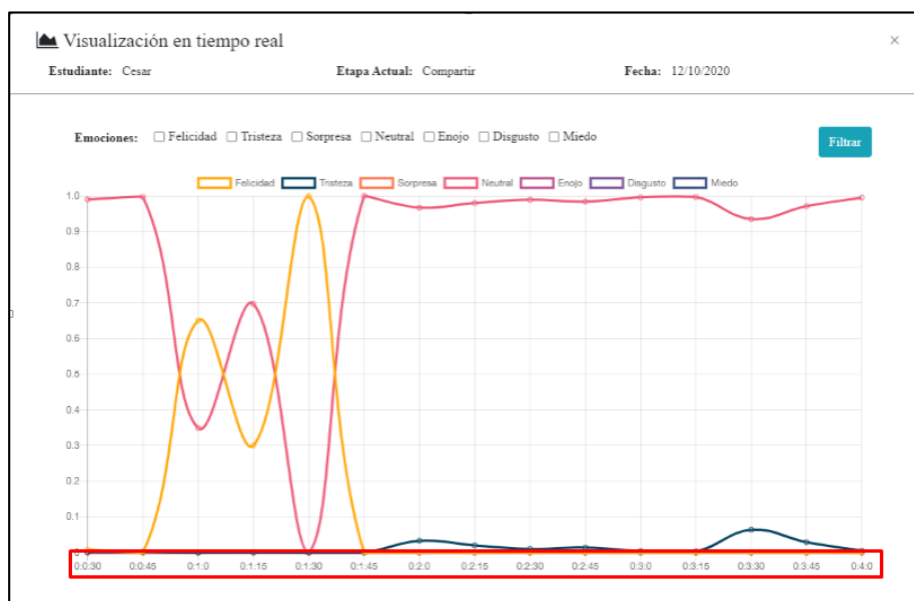 Visualización en tiempo real ×
Estudiante: Cesar Etapa Actual: Compartir Fecha: 12/10/2020
Emociones: Felicidad Tristeza Sorpresa Neutral Enojo Disgusto Miedo Filtrar
Felicidad Tristeza Sorpresa Neutral Enojo Disgusto Miedo
1.0
0.9
0.8
0.7
0.6
0.5
0.4
0.3
0.2
0.1
0:0:30 0:0:45 0:1:0 0:1:15 0:1:30 0:1:45 0:2:0 0:2:15 0:2:30 0:2:45 0:3:0 0:3:15 0:3:30 0:3:45 0:4:0